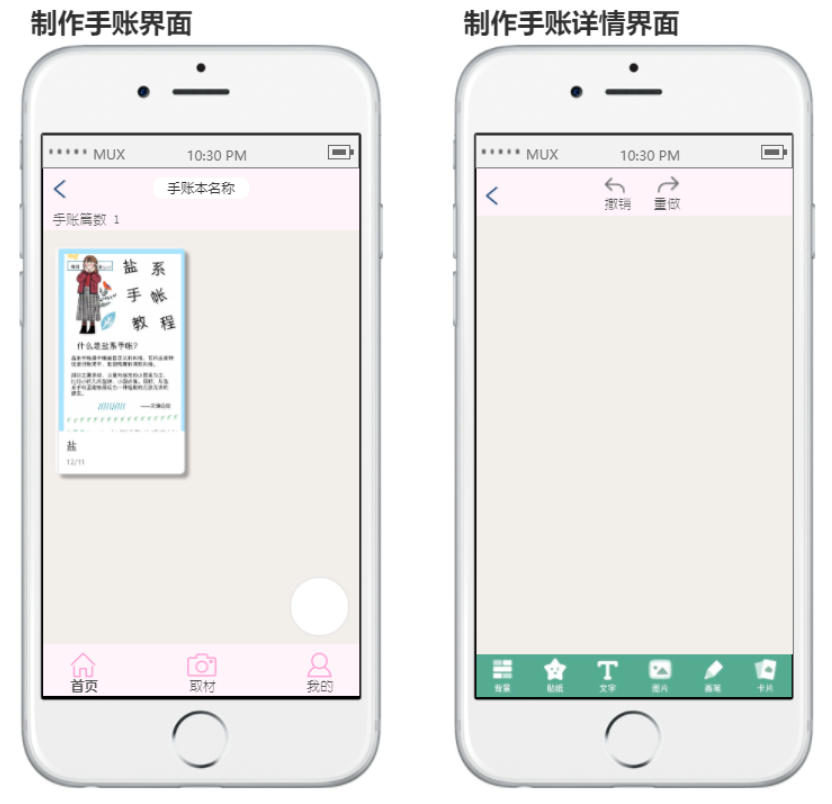 制作手账界面
制作手账详情界面
***** MUX
10:30 PM
手账本名称
手账篇数 1
盐 系
手 帐
教 程
什么是盐系手帐?
盐
12/11
首页
取材
我的
***** MUX
10:30 PM
撤销
重做
背景
贴纸
文字
图片
画笔
卡片